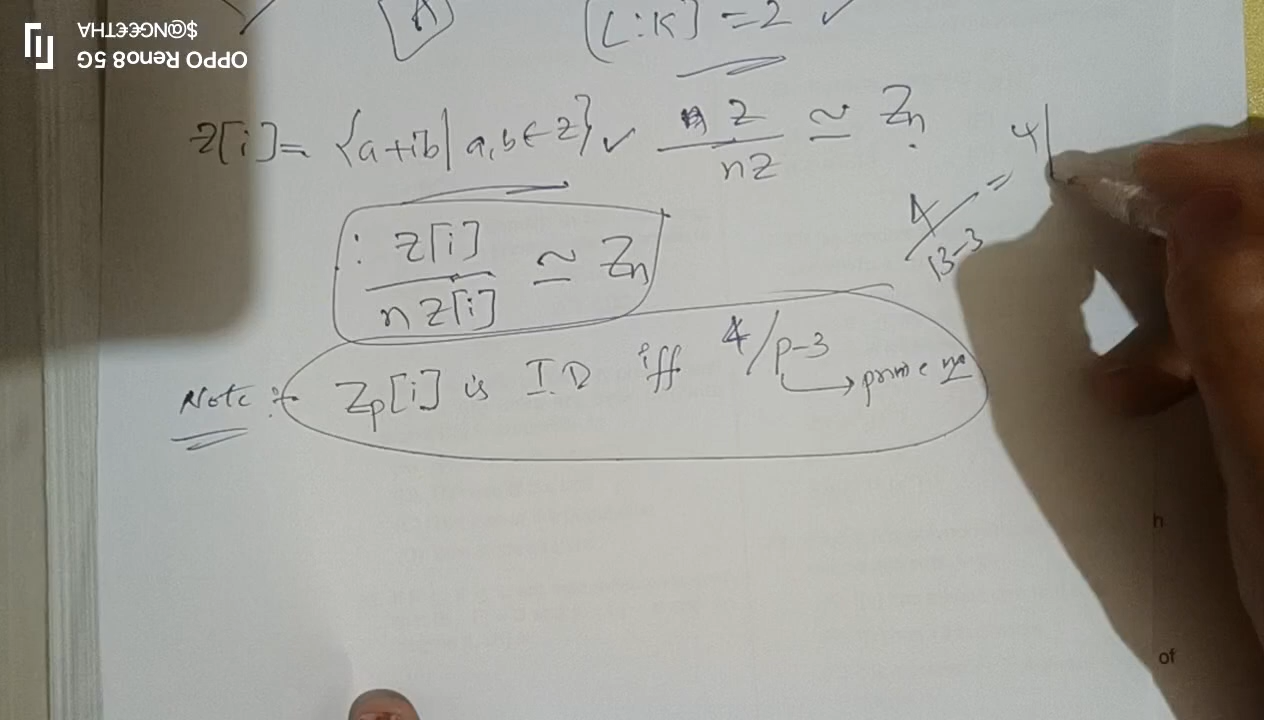 $@NGEETHA
OPPO Reno8 5G
[L:K] = 2 ✓
Z[i] = {a+ib | a,b ∈ Z} ✓ Z/nZ ≃ Zn
: Z[i]/nZ[i] ≃ Zn
4/13-3 = 4|
Note :- Zp[i] is I.D iff 4/p-3
→ prime no
h
of